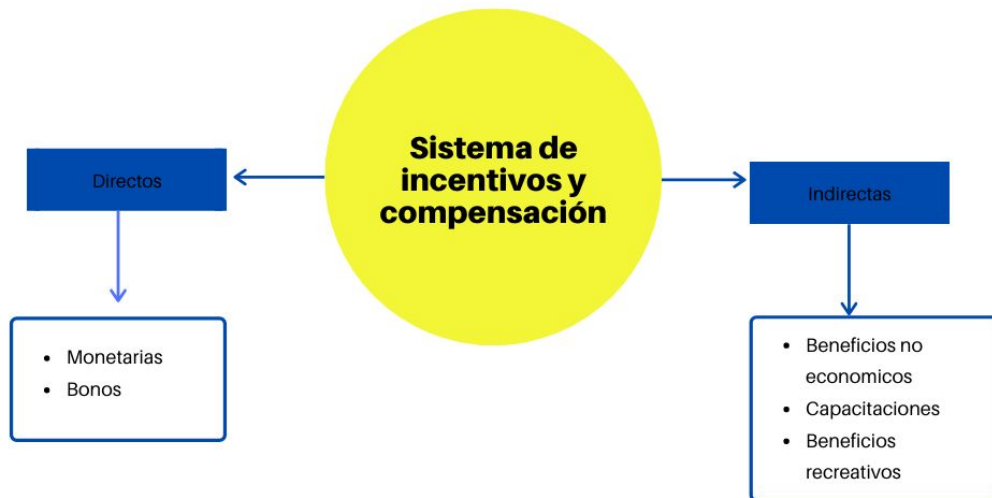 Sistema de
incentivos y
compensación
Directos
Indirectas
• Monetarias
• Bonos
• Beneficios no
economicos
• Capacitaciones
• Beneficios
recreativos